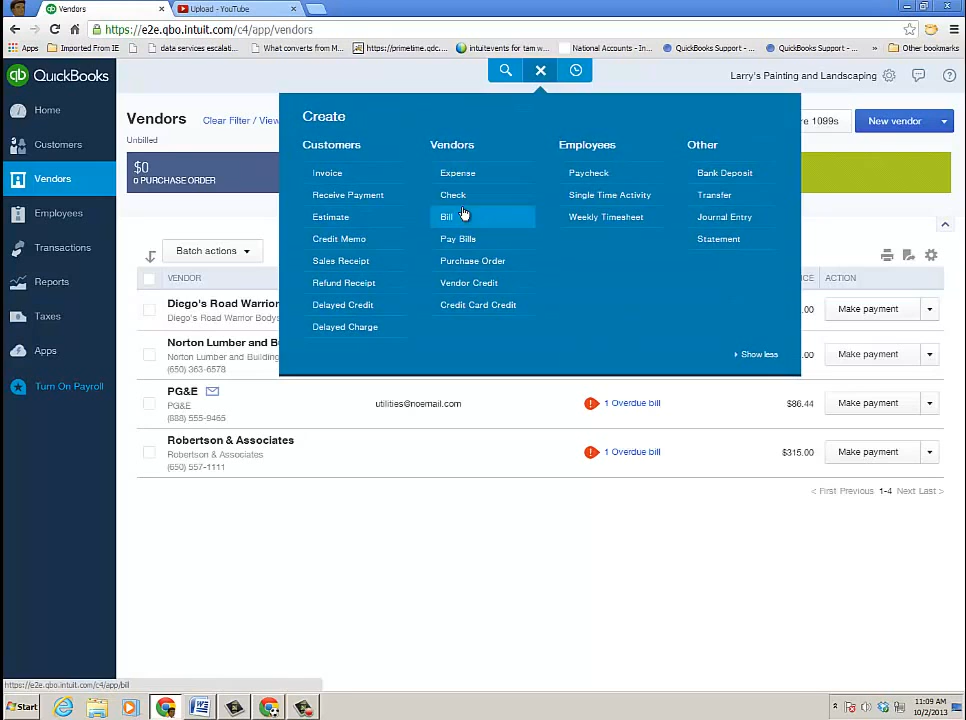 Vendors
Upload - YouTube
https://e2e.qbo.intuit.com/c4/app/vendors
Apps
Imported From IE
data services escalati...
What converts from M...
https://primetime.qdc....
intuitevents for tam w...
National Accounts - In...
QuickBooks Support - ...
QuickBooks Support - ...
»
Other bookmarks
qb QuickBooks
Larry's Painting and Landscaping
Home
Customers
Vendors
Employees
Transactions
Reports
Taxes
Apps
Turn On Payroll
Vendors
Clear Filter / View
re 1099s
New vendor
Unbilled
$0
0 PURCHASE ORDER
Create
Customers
Invoice
Receive Payment
Estimate
Credit Memo
Sales Receipt
Refund Receipt
Delayed Credit
Delayed Charge
Vendors
Expense
Check
Bill
Pay Bills
Purchase Order
Vendor Credit
Credit Card Credit
Employees
Paycheck
Single Time Activity
Weekly Timesheet
Other
Bank Deposit
Transfer
Journal Entry
Statement
Show less
Batch actions
VENDOR
ACTION
Diego's Road Warrior
Diego's Road Warrior Bodys
.00
Make payment
Norton Lumber and B
Norton Lumber and Building
(650) 363-6578
.00
Make payment
PG&E
PG&E
(888) 555-9465
utilities@noemail.com
1 Overdue bill
$86.44
Make payment
Robertson & Associates
Robertson & Associates
(650) 557-1111
1 Overdue bill
$315.00
Make payment
< First Previous 1-4 Next Last >
https://e2e.qbo.intuit.com/c4/app/bill
Start
11:09 AM
10/2/2013